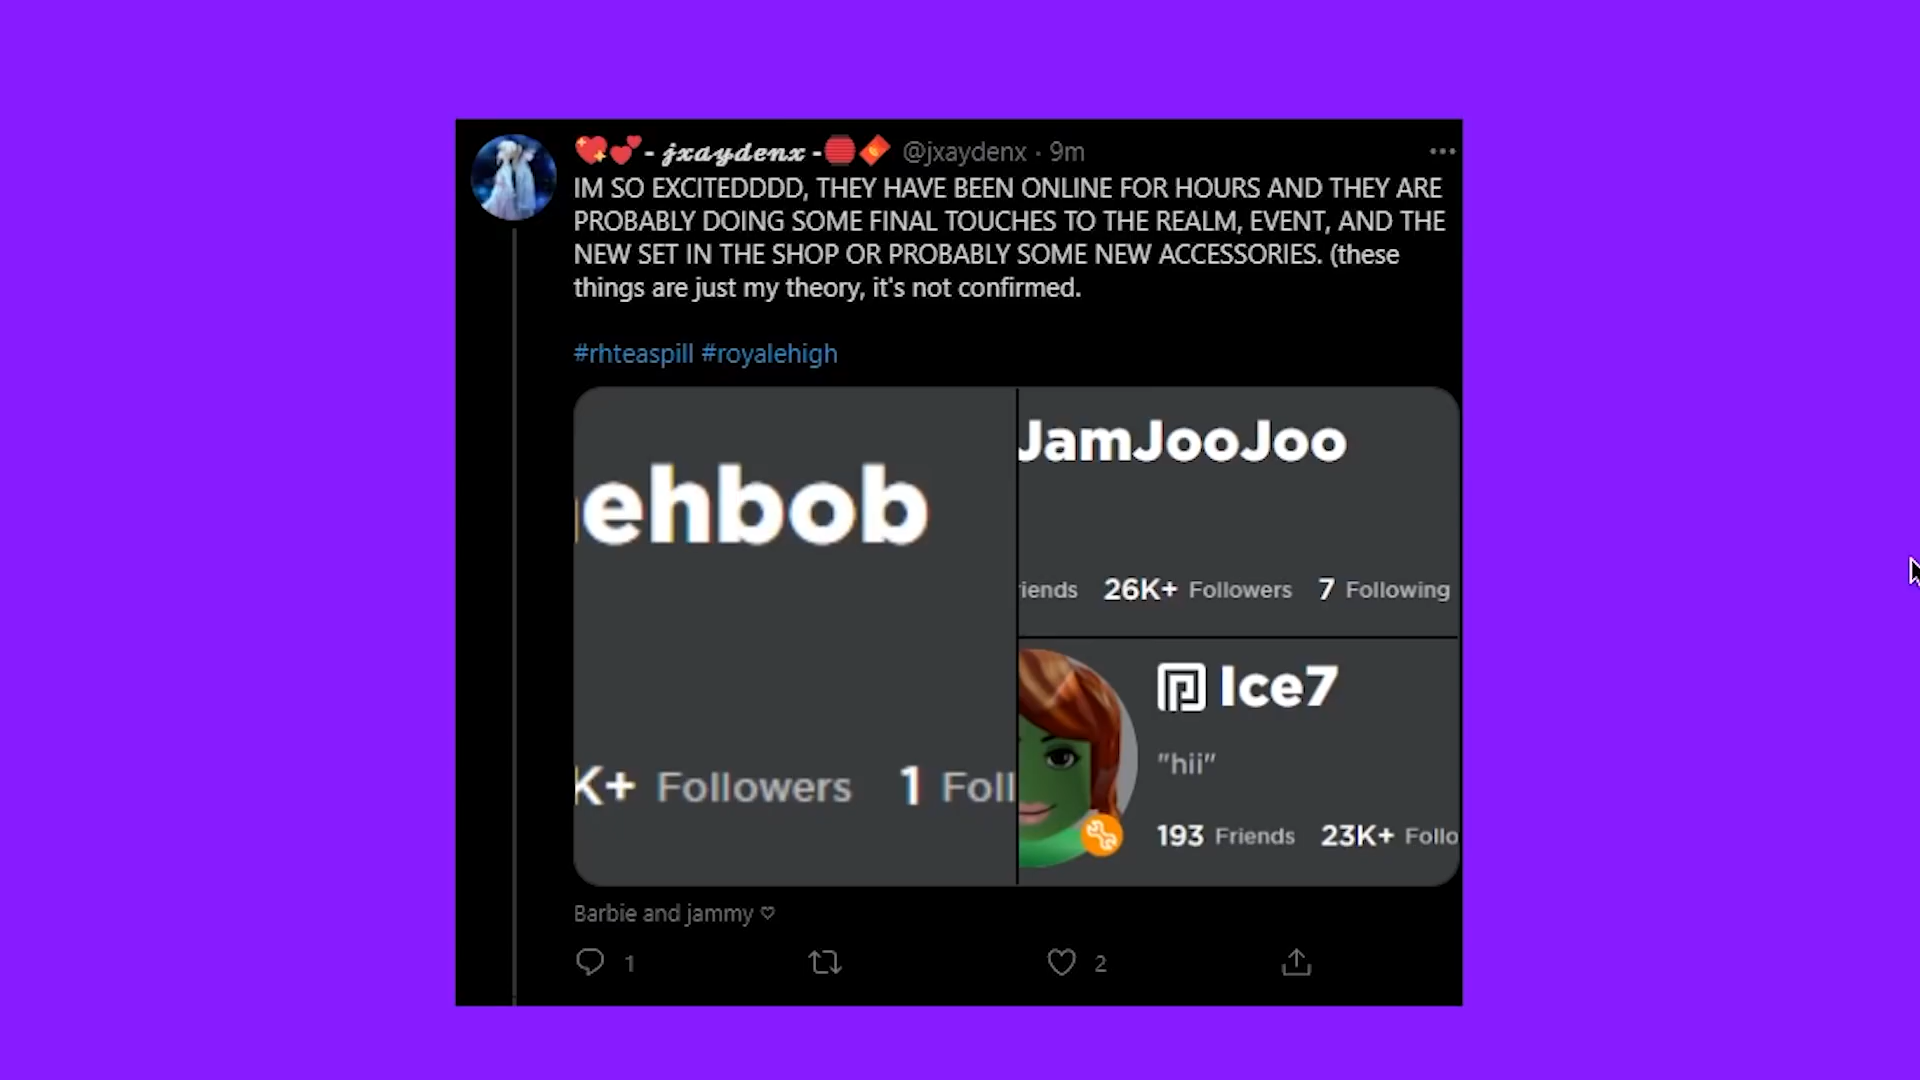 💖💕- 𝓳𝔁𝓪𝔂𝓭𝓮𝓷𝔁 -🏮🧧 @jxaydenx · 9m
IM SO EXCITEDDDD, THEY HAVE BEEN ONLINE FOR HOURS AND THEY ARE
PROBABLY DOING SOME FINAL TOUCHES TO THE REALM, EVENT, AND THE
NEW SET IN THE SHOP OR PROBABLY SOME NEW ACCESSORIES. (these
things are just my theory, it's not confirmed.
#rhteaspill #royalehigh
ehbob
K+ Followers 1 Foll
JamJooJoo
iends 26K+ Followers 7 Following
Ice7
"hii"
193 Friends 23K+ Follo
Barbie and jammy ♡
1 2